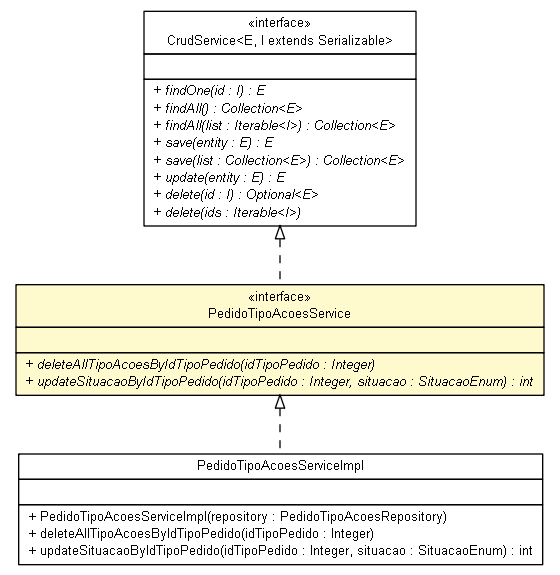 «interface»
CrudService<E, I extends Serializable>
+ findOne(id : I) : E
+ findAll() : Collection<E>
+ findAll(list : Iterable<I>) : Collection<E>
+ save(entity : E) : E
+ save(list : Collection<E>) : Collection<E>
+ update(entity : E) : E
+ delete(id : I) : Optional<E>
+ delete(ids : Iterable<I>)
«interface»
PedidoTipoAcoesService
+ deleteAllTipoAcoesByIdTipoPedido(idTipoPedido : Integer)
+ updateSituacaoByIdTipoPedido(idTipoPedido : Integer, situacao : SituacaoEnum) : int
PedidoTipoAcoesServiceImpl
+ PedidoTipoAcoesServiceImpl(repository : PedidoTipoAcoesRepository)
+ deleteAllTipoAcoesByIdTipoPedido(idTipoPedido : Integer)
+ updateSituacaoByIdTipoPedido(idTipoPedido : Integer, situacao : SituacaoEnum) : int